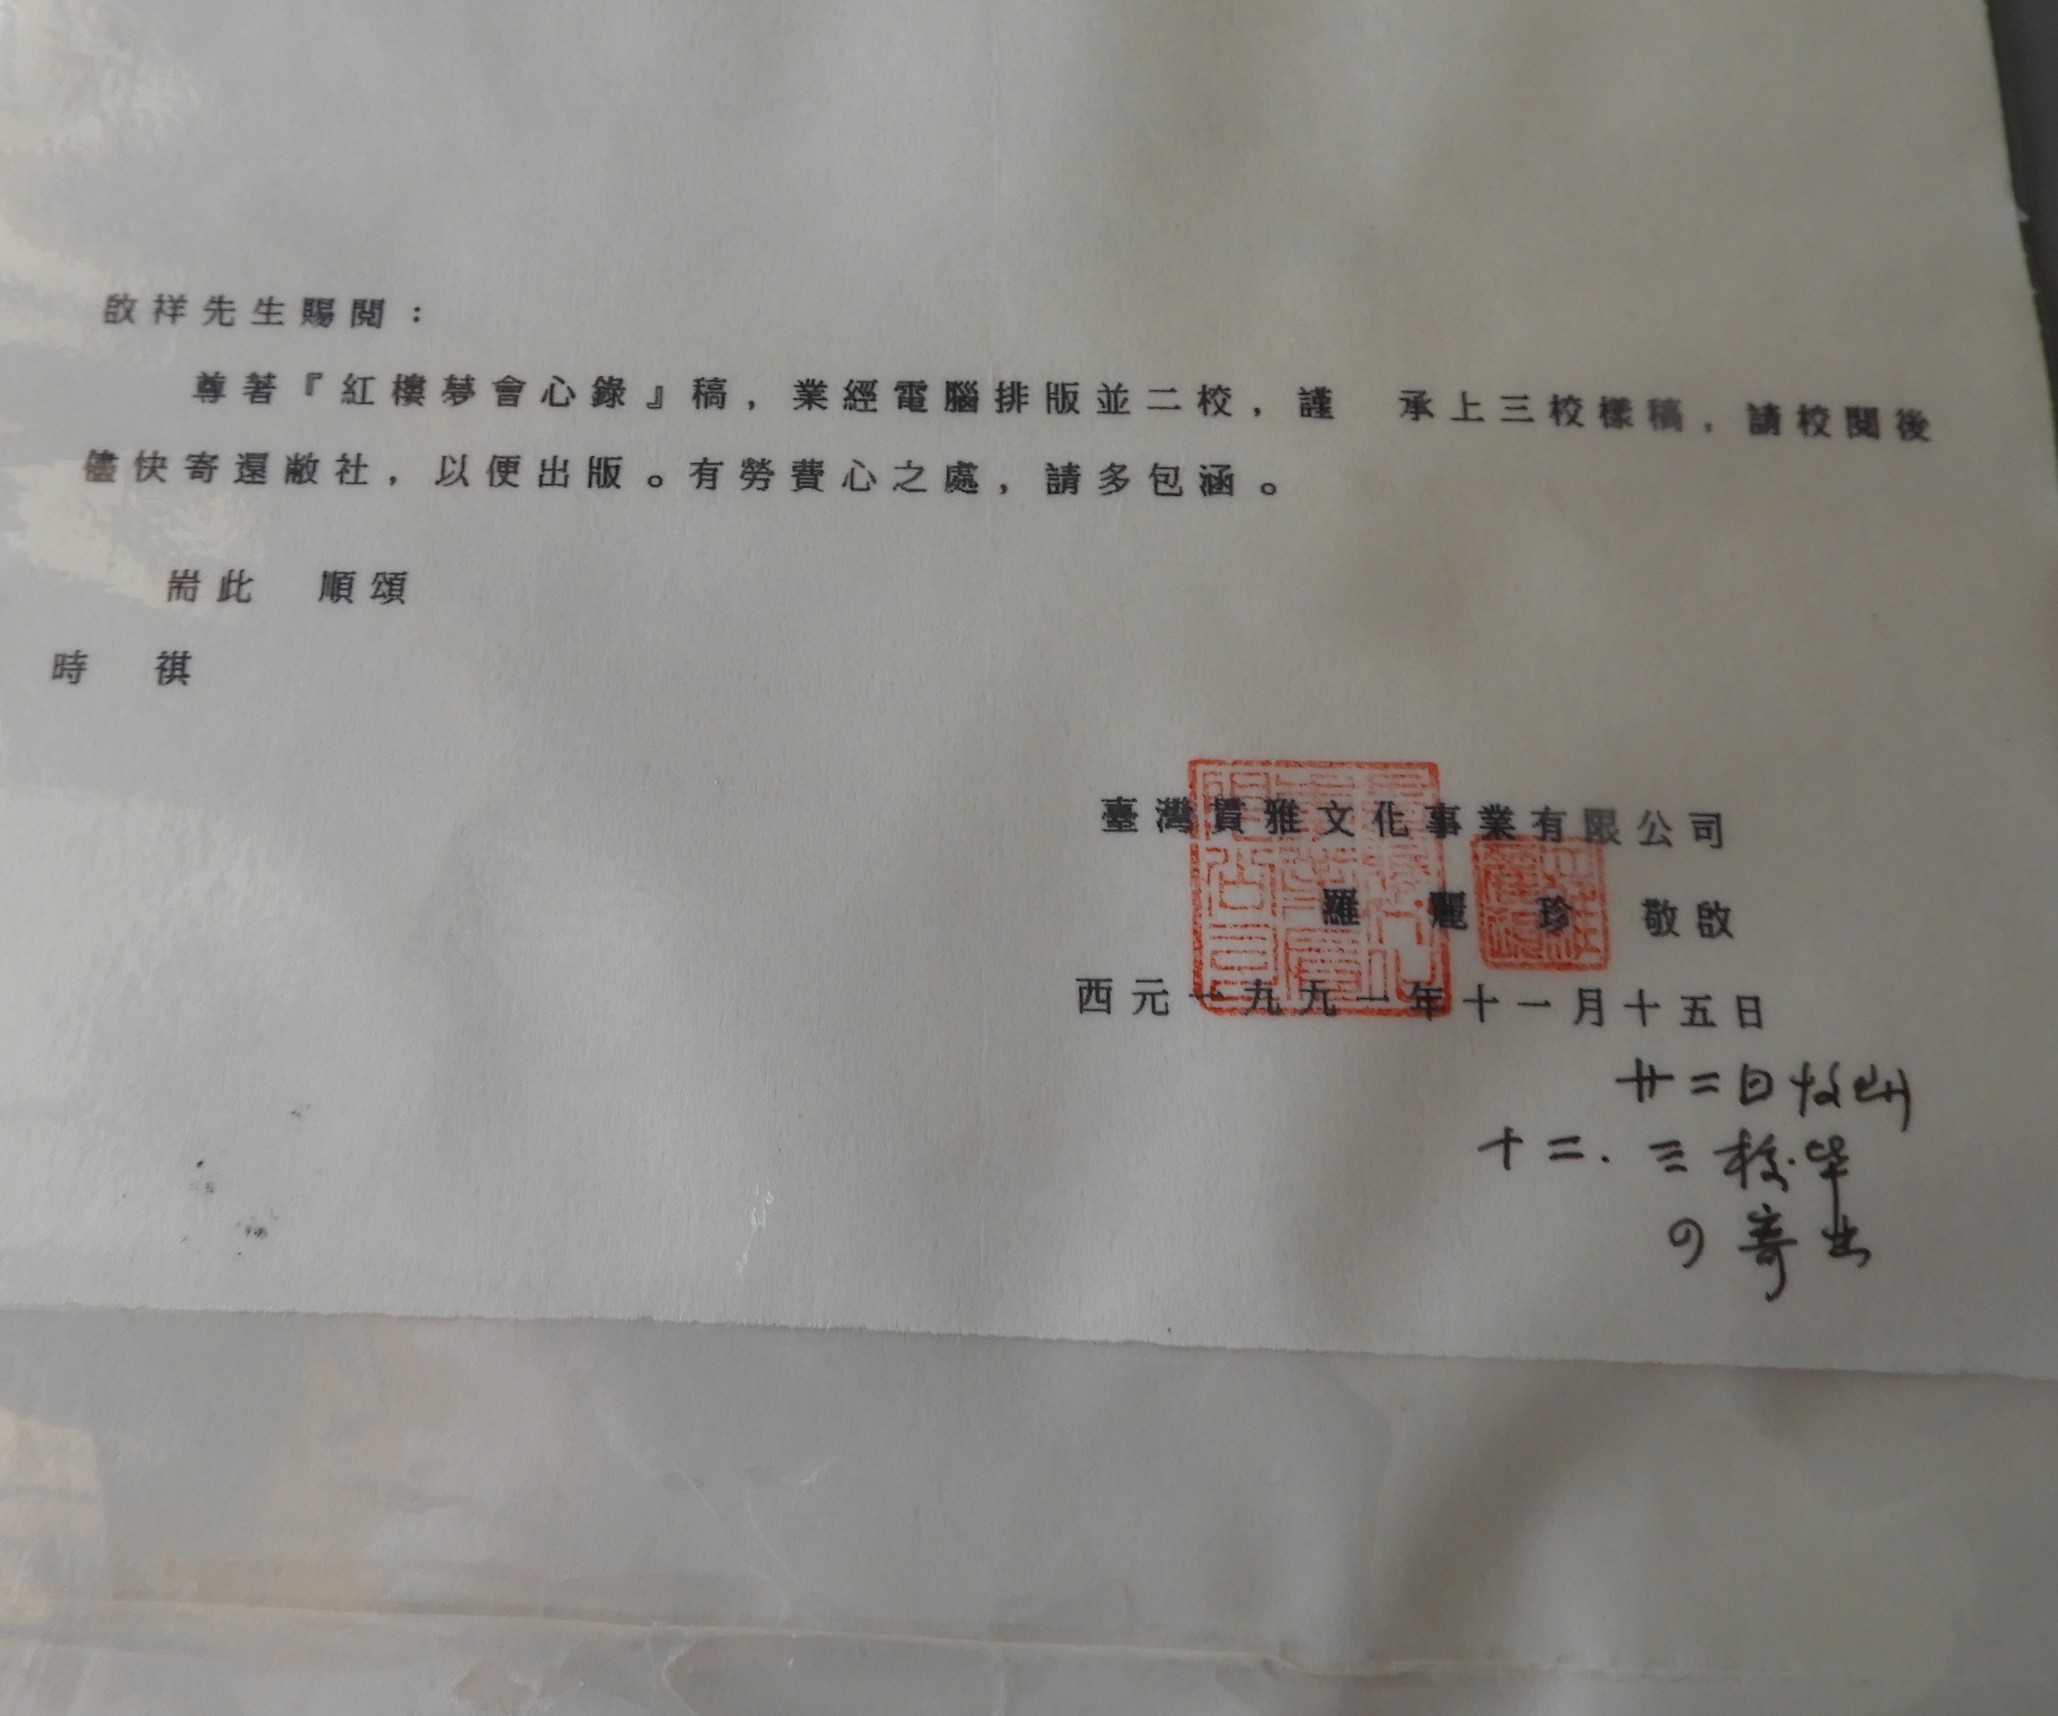 啟祥先生賜閱：
尊著『紅樓夢會心錄』稿，業經電腦排版並二校，謹　承上三校樣稿，請校閱後
儘快寄還敝社，以便出版。有勞費心之處，請多包涵。
耑此　順頌
時　祺
臺灣貫雅文化事業有限公司
羅　麗　珍　敬啟
西元一九九一年十一月十五日
廿二日收
十二.三校畢
寄出